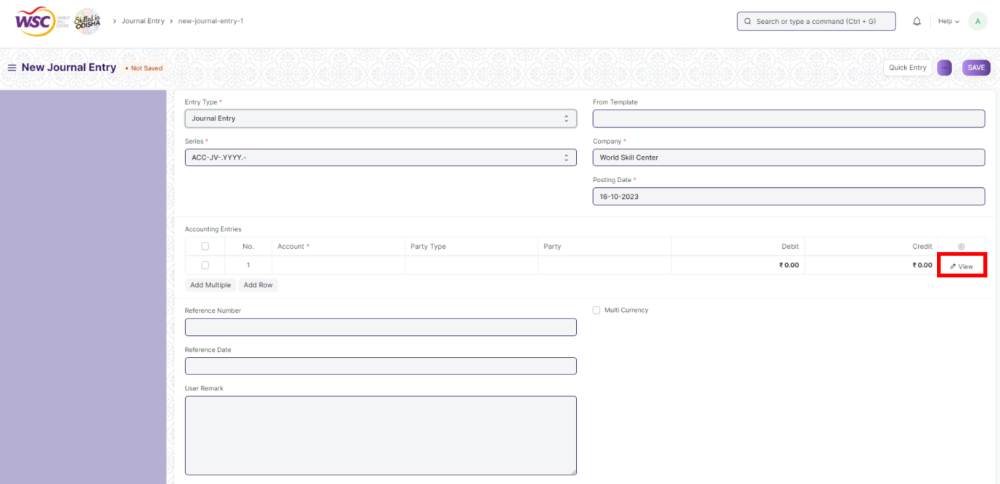 WSC WORLD SKILL CENTER Skilled in ODISHA > Journal Entry > new-journal-entry-1 Search or type a command (Ctrl + G) Help A
New Journal Entry • Not Saved Quick Entry ... SAVE
Entry Type * From Template
Journal Entry
Series * Company *
ACC-JV-.YYYY.- World Skill Center
Posting Date *
16-10-2023
Accounting Entries
No. Account * Party Type Party Debit Credit
1 ₹ 0.00 ₹ 0.00 View
Add Multiple Add Row
Reference Number Multi Currency
Reference Date
User Remark